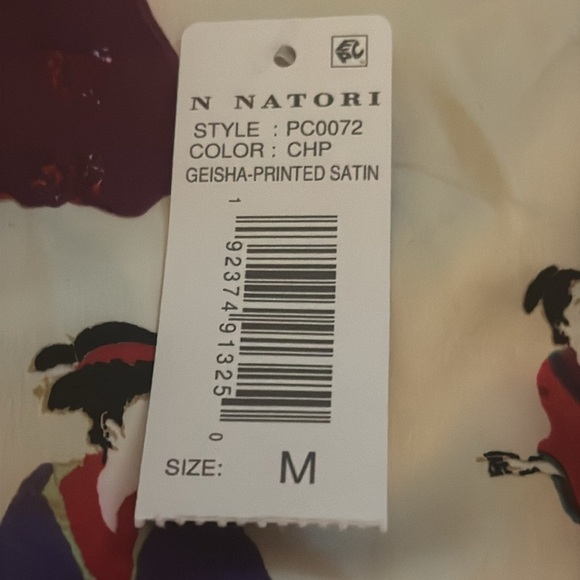 N NATORI
STYLE : PC0072
COLOR : CHP
GEISHA-PRINTED SATIN
1 92374 91325 0
SIZE: M